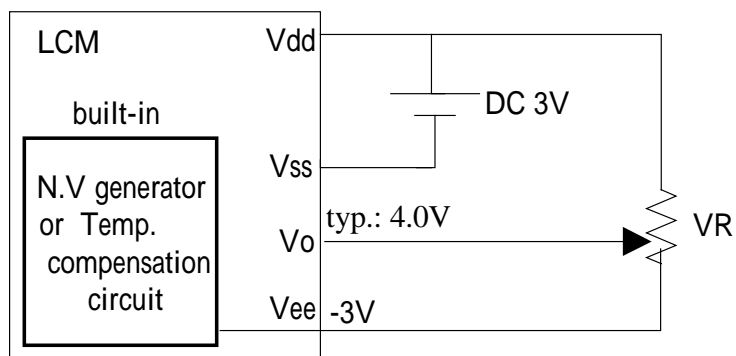 LCM
Vdd
DC 3V
built-in
Vss
N.V generator
or Temp.
compensation
circuit
typ.: 4.0V
Vo
VR
Vee
-3V